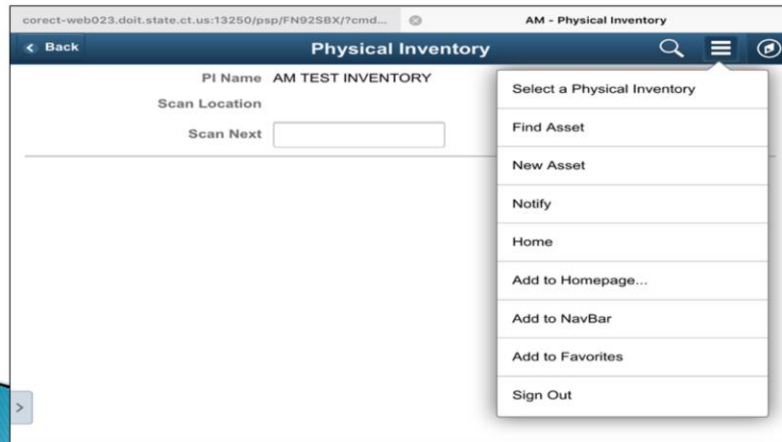 corect-web023.doit.state.ct.us:13250/psp/FN92SBX/?cmd...
AM - Physical Inventory
Back
Physical Inventory
PI Name AM TEST INVENTORY
Scan Location
Scan Next
Select a Physical Inventory
Find Asset
New Asset
Notify
Home
Add to Homepage...
Add to NavBar
Add to Favorites
Sign Out